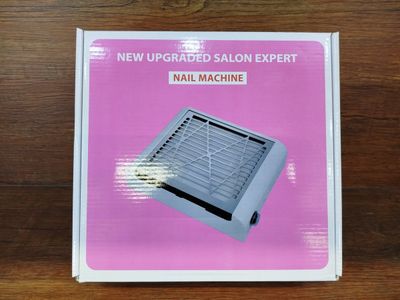 NEW UPGRADED SALON EXPERT
NAIL MACHINE